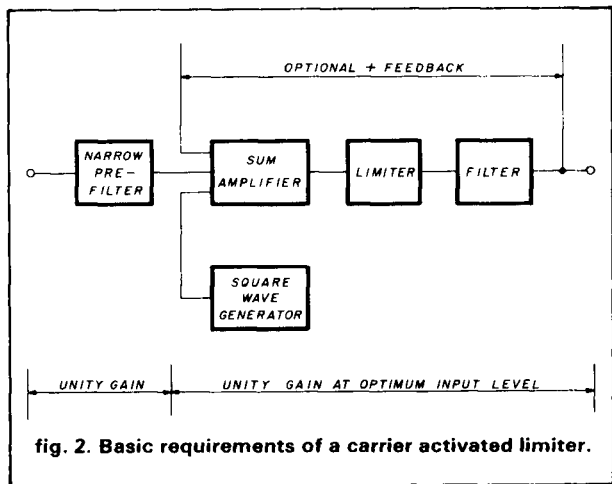 OPTIONAL + FEEDBACK
NARROW
PRE-
FILTER
SUM
AMPLIFIER
LIMITER
FILTER
SQUARE
WAVE
GENERATOR
UNITY GAIN
UNITY GAIN AT OPTIMUM INPUT LEVEL
fig. 2. Basic requirements of a carrier activated limiter.